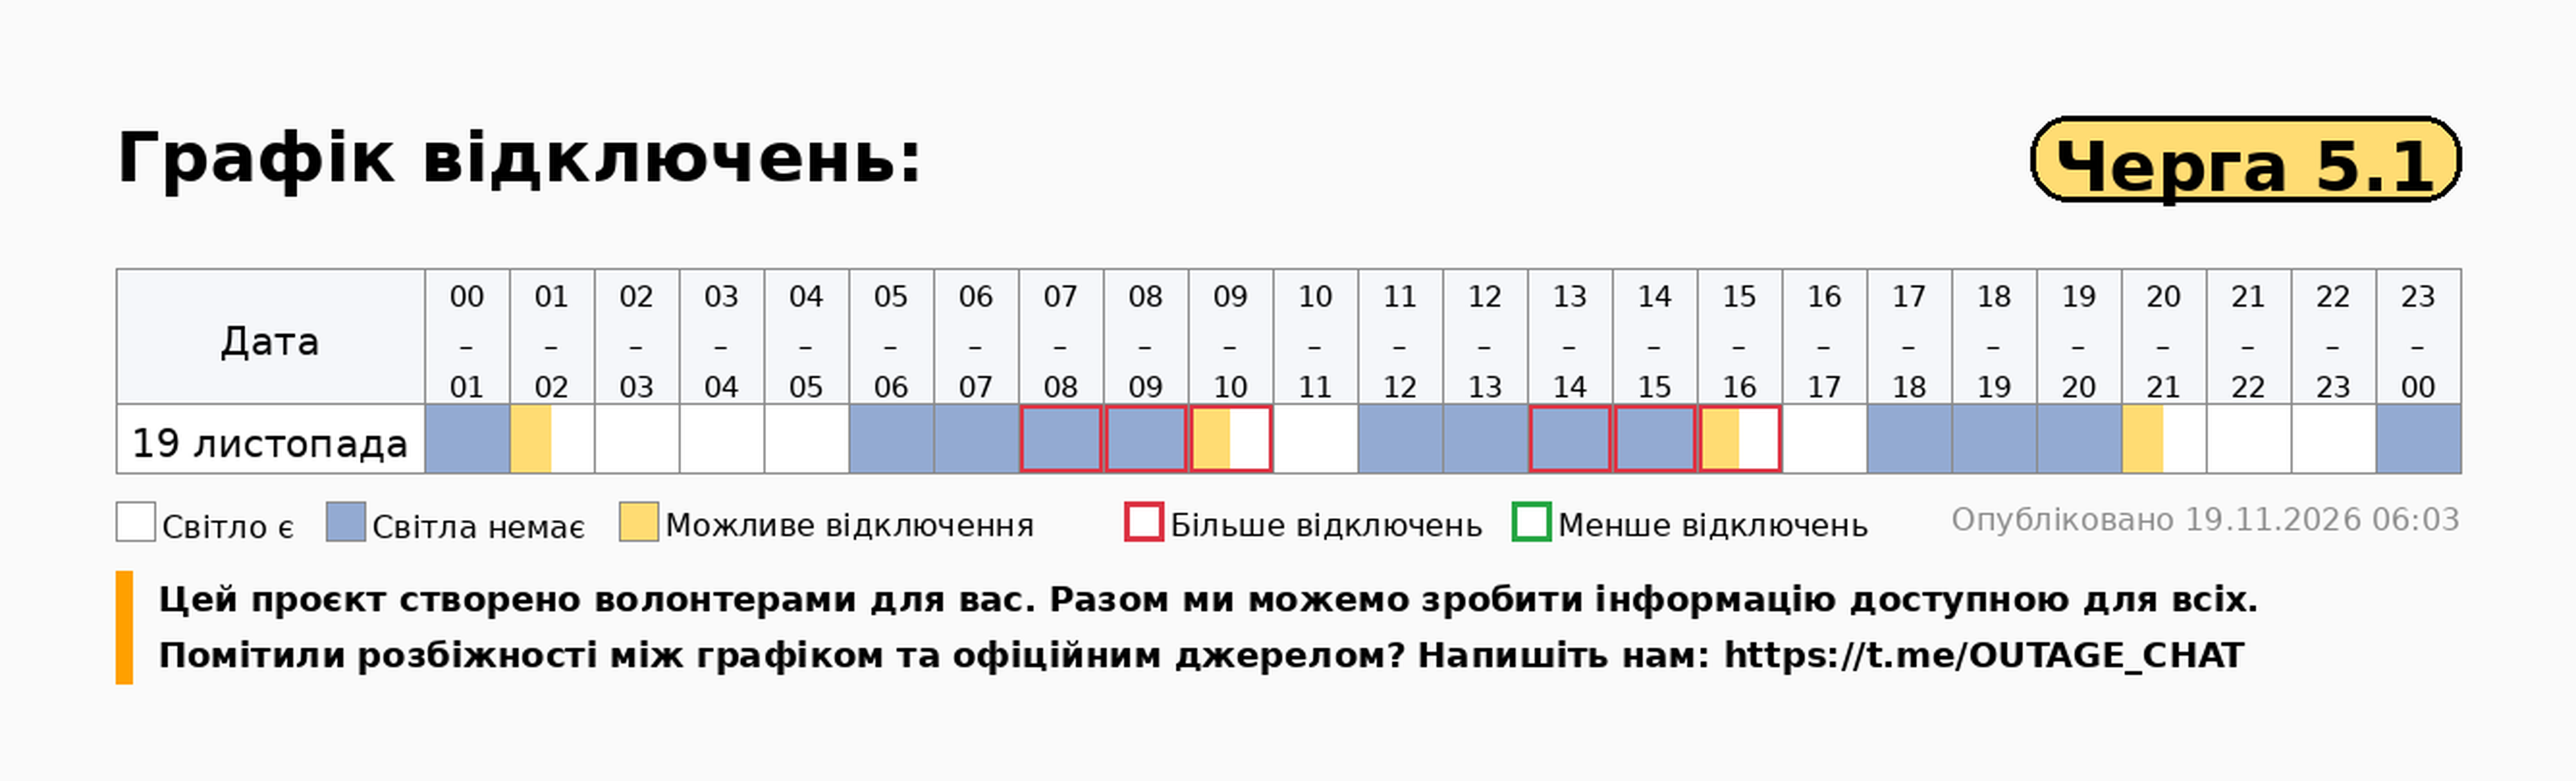 Графік відключень:
Черга 5.1
Дата
00 – 01
01 – 02
02 – 03
03 – 04
04 – 05
05 – 06
06 – 07
07 – 08
08 – 09
09 – 10
10 – 11
11 – 12
12 – 13
13 – 14
14 – 15
15 – 16
16 – 17
17 – 18
18 – 19
19 – 20
20 – 21
21 – 22
22 – 23
23 – 00
19 листопада
Світло є
Світла немає
Можливе відключення
Більше відключень
Менше відключень
Опубліковано 19.11.2026 06:03
Цей проєкт створено волонтерами для вас. Разом ми можемо зробити інформацію доступною для всіх.
Помітили розбіжності між графіком та офіційним джерелом? Напишіть нам: https://t.me/OUTAGE_CHAT